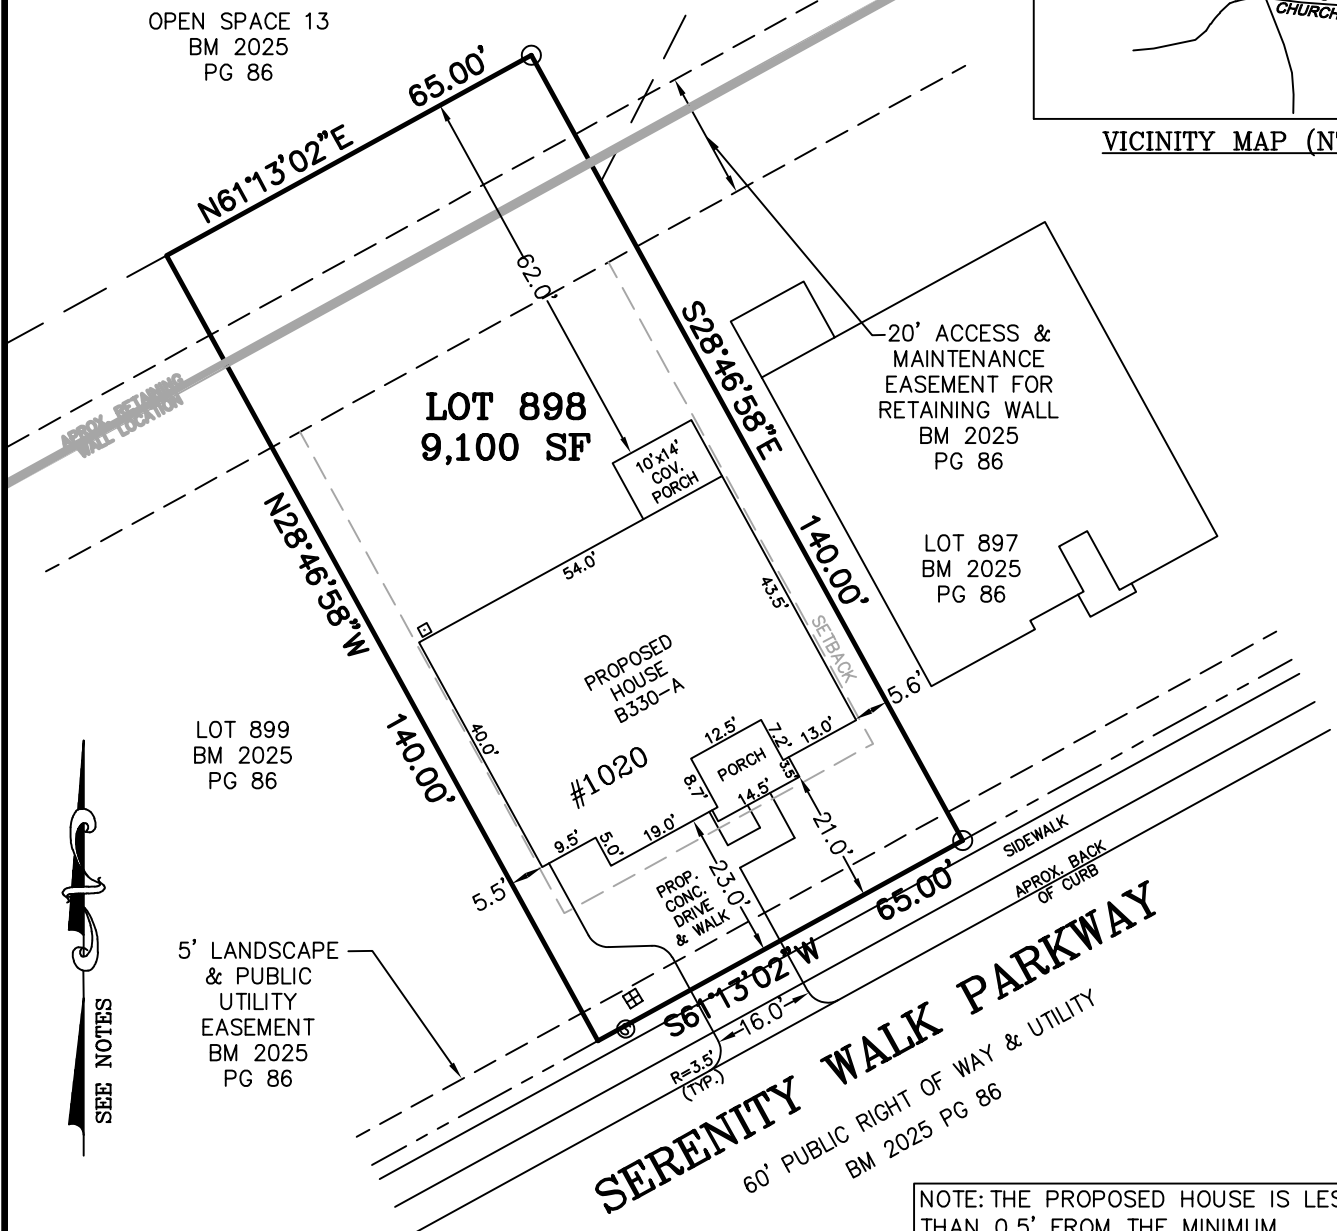 OPEN SPACE 13
BM 2025
PG 86
CHURCH
VICINITY MAP
65.00'
N61°13'02"E
62.0'
20' ACCESS &
MAINTENANCE
EASEMENT FOR
RETAINING WALL
BM 2025
PG 86
S28°46'58"E
140.00'
APROX. RETAINING
WALL LOCATION
LOT 898
9,100 SF
10'x14'
COV.
PORCH
N28°46'58"W
140.00'
54.0'
43.5'
SETBACK
LOT 897
BM 2025
PG 86
PROPOSED
HOUSE
B330-A
#1020
40.0'
5.6'
12.5'
7.2'
13.0'
PORCH
3.5'
8.7'
14.5'
LOT 899
BM 2025
PG 86
9.5'
5.0'
19.0'
21.0'
23.0'
5.5'
PROP.
CONC.
DRIVE
& WALK
65.00'
S61°13'02"W
SIDEWALK
APROX. BACK
OF CURB
5' LANDSCAPE
& PUBLIC
UTILITY
EASEMENT
BM 2025
PG 86
SEE NOTES
16.0'
R=3.5'
(TYP.)
SERENITY WALK PARKWAY
60' PUBLIC RIGHT OF WAY & UTILITY
BM 2025 PG 86
NOTE: THE PROPOSED HOUSE IS LES
THAN 0.5' FROM THE MINIMUM